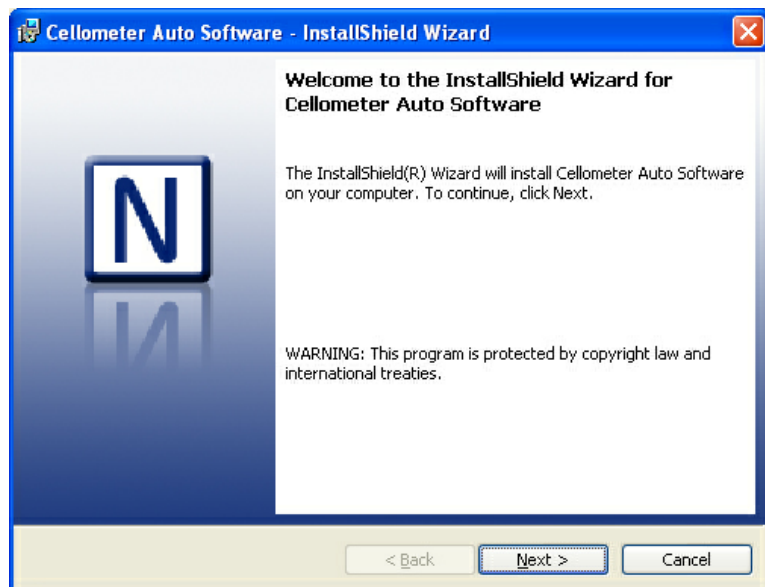 Cellometer Auto Software - InstallShield Wizard
Welcome to the InstallShield Wizard for
Cellometer Auto Software
The InstallShield(R) Wizard will install Cellometer Auto Software
on your computer. To continue, click Next.
N
N
WARNING: This program is protected by copyright law and
international treaties.
< Back
Next >
Cancel